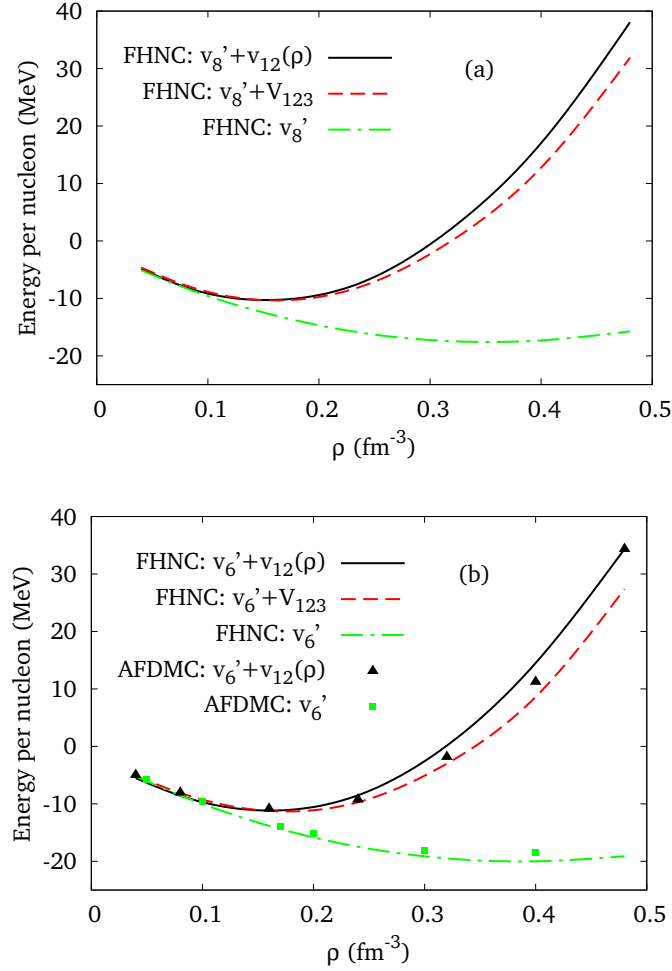 40
30
20
10
0
-10
-20
Energy per nucleon (MeV)
FHNC: v8'+v12(ρ)
FHNC: v8'+V123
FHNC: v8'
(a)
0 0.1 0.2 0.3 0.4 0.5
ρ (fm-3)
40
30
20
10
0
-10
-20
Energy per nucleon (MeV)
FHNC: v6'+v12(ρ)
FHNC: v6'+V123
FHNC: v6'
AFDMC: v6'+v12(ρ)
AFDMC: v6'
(b)
0 0.1 0.2 0.3 0.4 0.5
ρ (fm-3)